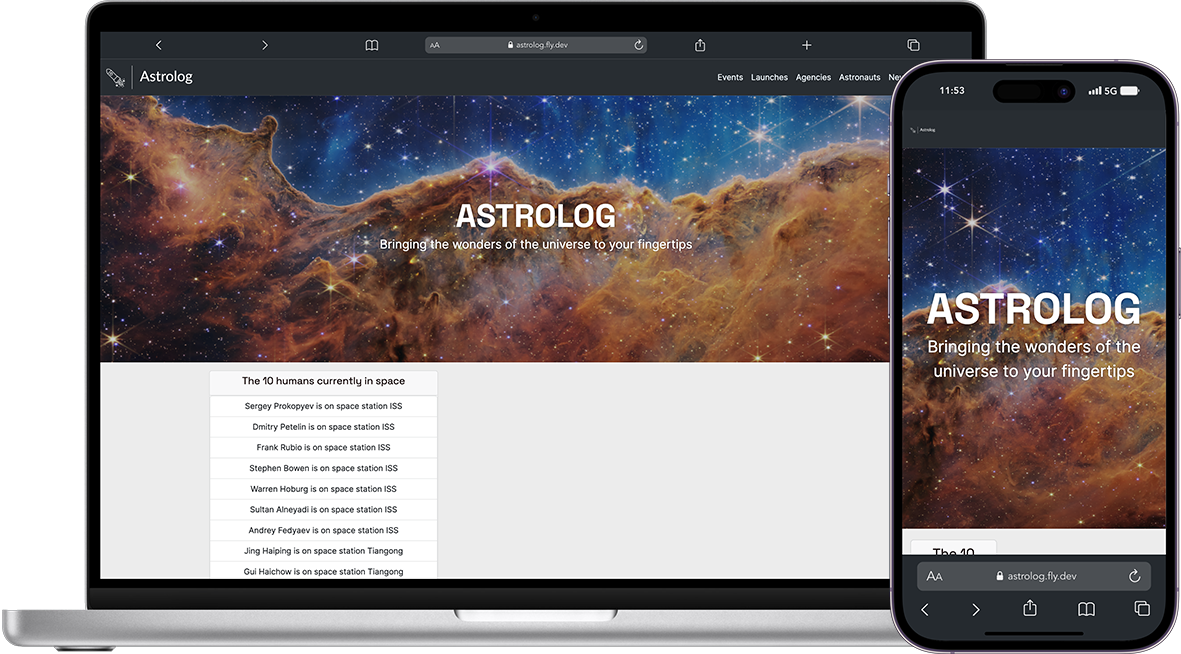 AA astrolog.fly.dev
Astrolog
Events Launches Agencies Astronauts
ASTROLOG
Bringing the wonders of the universe to your fingertips
The 10 humans currently in space
Sergey Prokopyev is on space station ISS
Dmitry Petelin is on space station ISS
Frank Rubio is on space station ISS
Stephen Bowen is on space station ISS
Warren Hoburg is on space station ISS
Sultan Alneyadi is on space station ISS
Andrey Fedyaev is on space station ISS
Jing Haiping is on space station Tiangong
Gui Haichow is on space station Tiangong
11:53 5G
Astrolog
ASTROLOG
Bringing the wonders of the
universe to your fingertips
The 10
AA astrolog.fly.dev